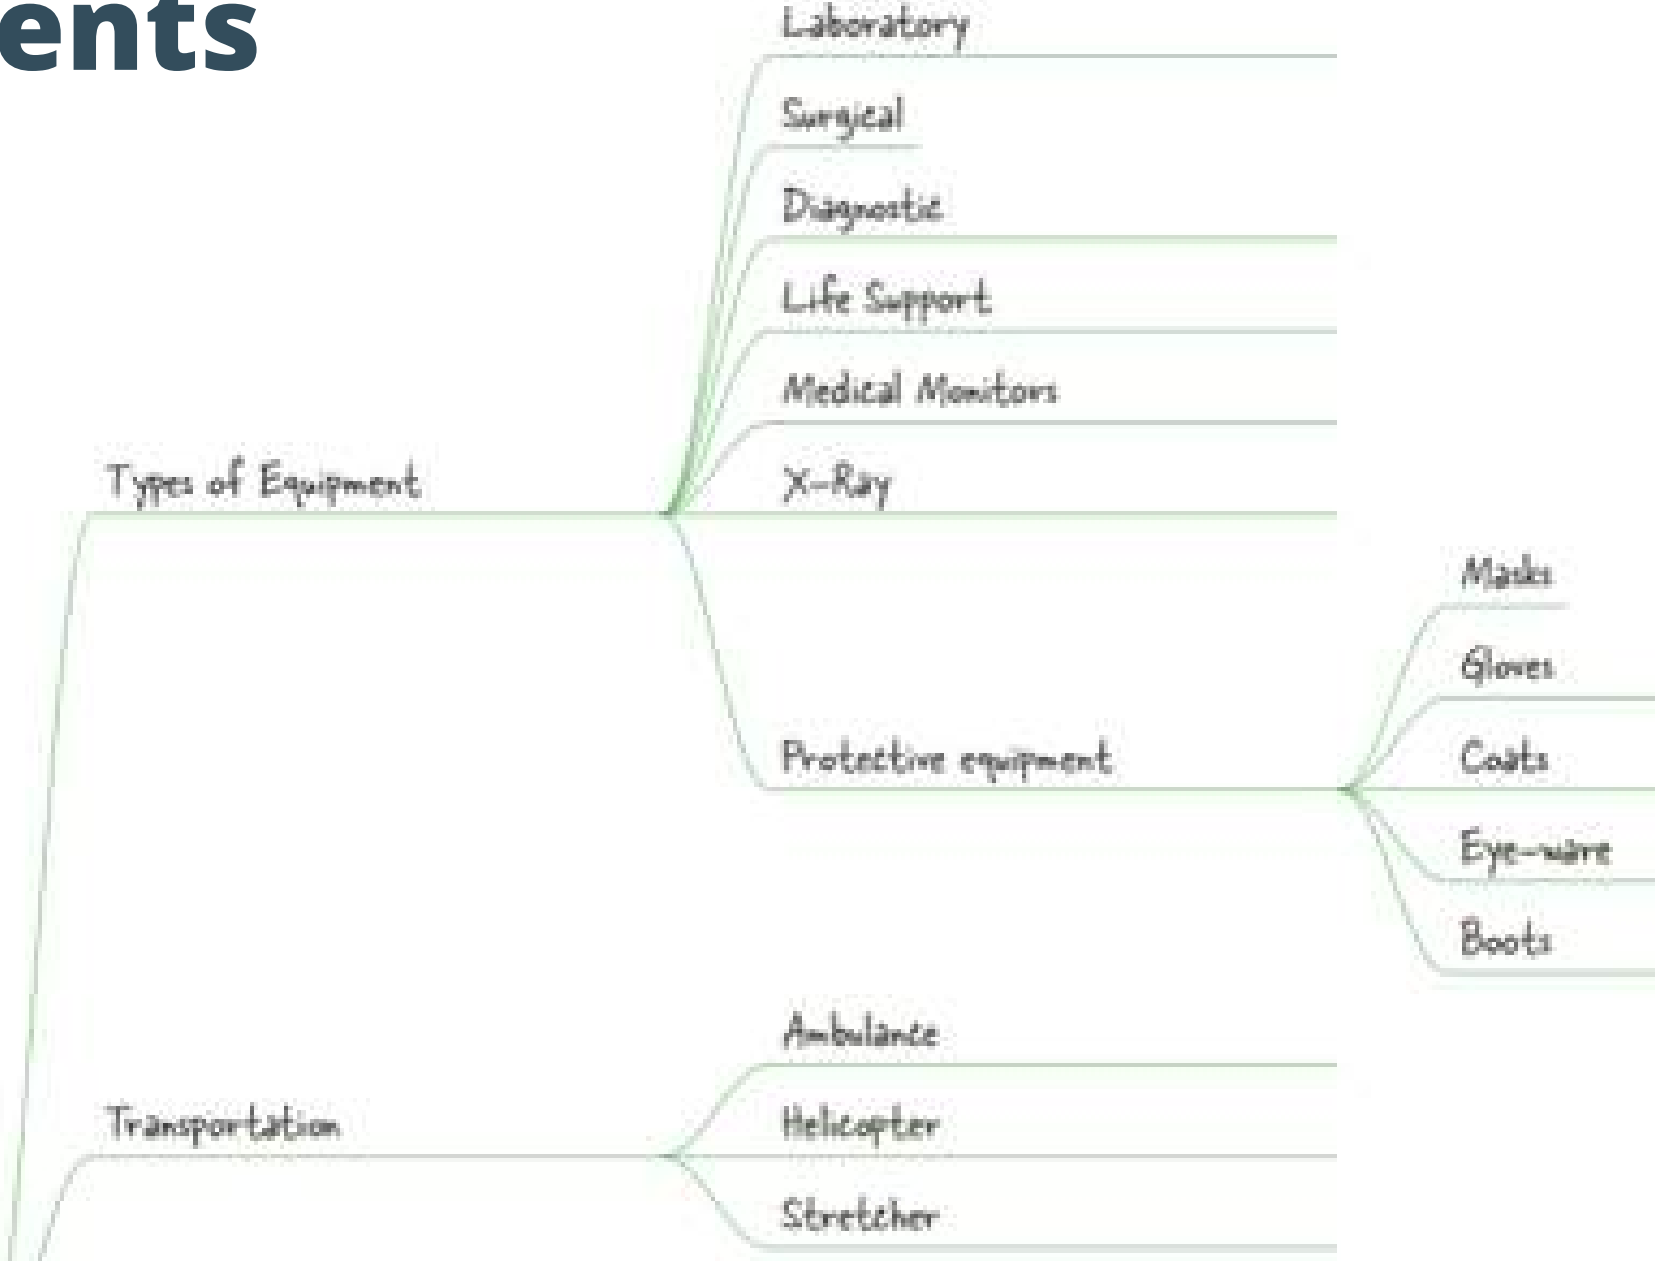 ents
Laboratory
Surgical
Diagnostic
Life Support
Medical Monitors
Types of Equipment
X-Ray
Masks
Gloves
Protective equipment
Coats
Eye-ware
Boots
Ambulance
Transportation
Helicopter
Stretcher